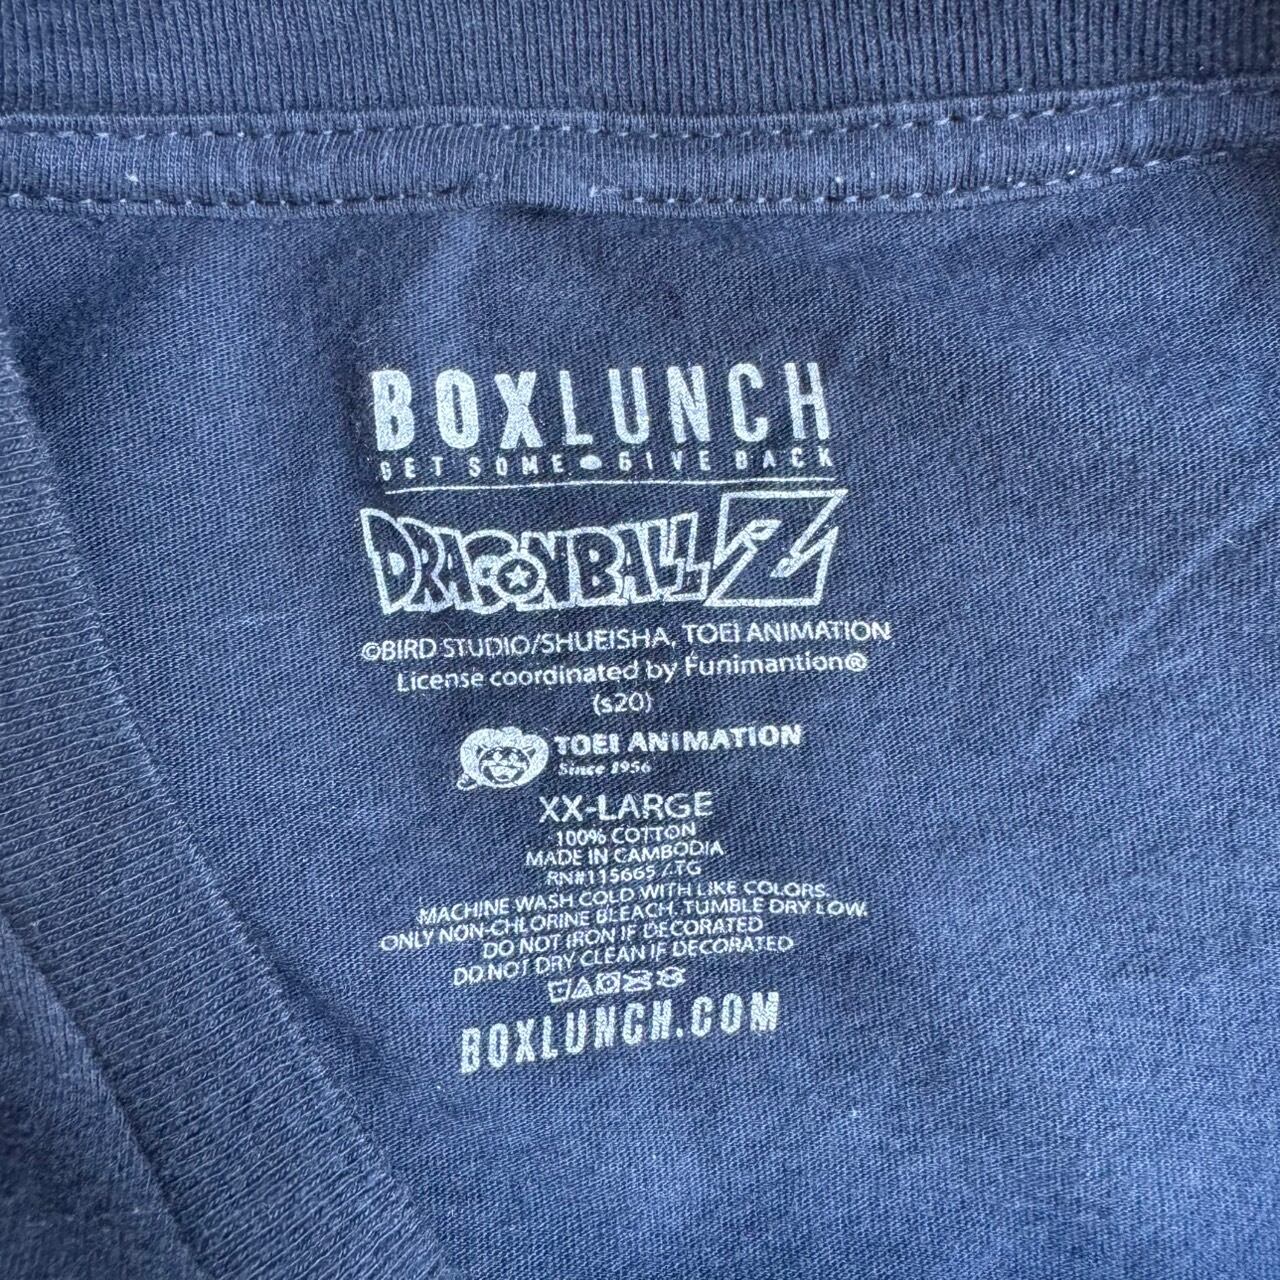 BOXLUNCH
GET SOME • GIVE BACK
DRAGONBALL Z
©BIRD STUDIO/SHUEISHA, TOEI ANIMATION
License coordinated by Funimantion®
(s20)
TOEI ANIMATION
Since 1956
XX-LARGE
100% COTTON
MADE IN CAMBODIA
RN#115665 / TG
MACHINE WASH COLD WITH LIKE COLORS.
ONLY NON-CHLORINE BLEACH. TUMBLE DRY LOW.
DO NOT IRON IF DECORATED
DO NOT DRY CLEAN IF DECORATED
BOXLUNCH.COM